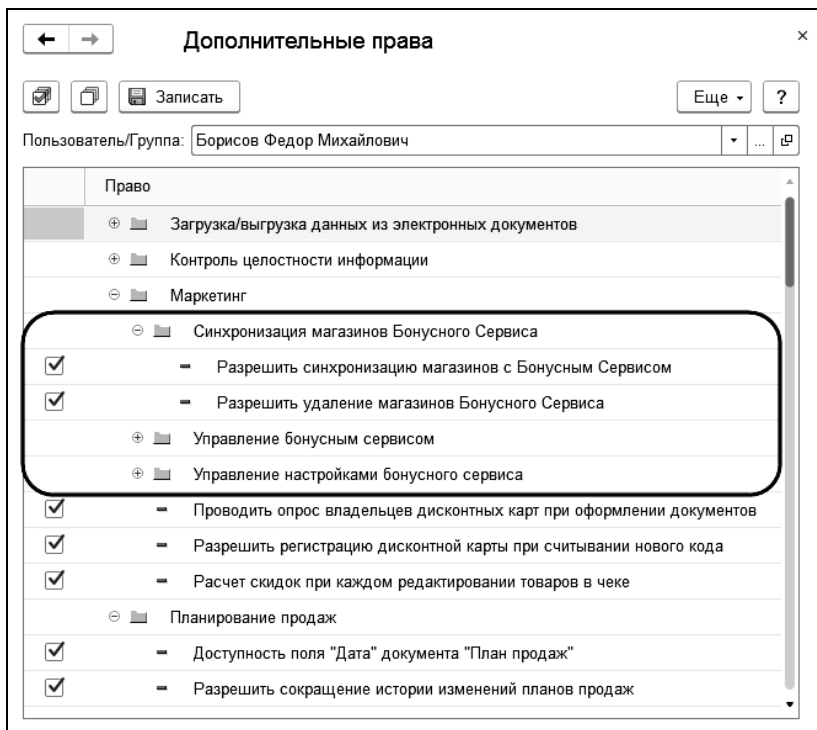 Дополнительные права
Записать
Еще
?
Пользователь/Группа: Борисов Федор Михайлович
...
Право
Загрузка/выгрузка данных из электронных документов
Контроль целостности информации
Маркетинг
Синхронизация магазинов Бонусного Сервиса
Разрешить синхронизацию магазинов с Бонусным Сервисом
Разрешить удаление магазинов Бонусного Сервиса
Управление бонусным сервисом
Управление настройками бонусного сервиса
Проводить опрос владельцев дисконтных карт при оформлении документов
Разрешить регистрацию дисконтной карты при считывании нового кода
Расчет скидок при каждом редактировании товаров в чеке
Планирование продаж
Доступность поля "Дата" документа "План продаж"
Разрешить сокращение истории изменений планов продаж